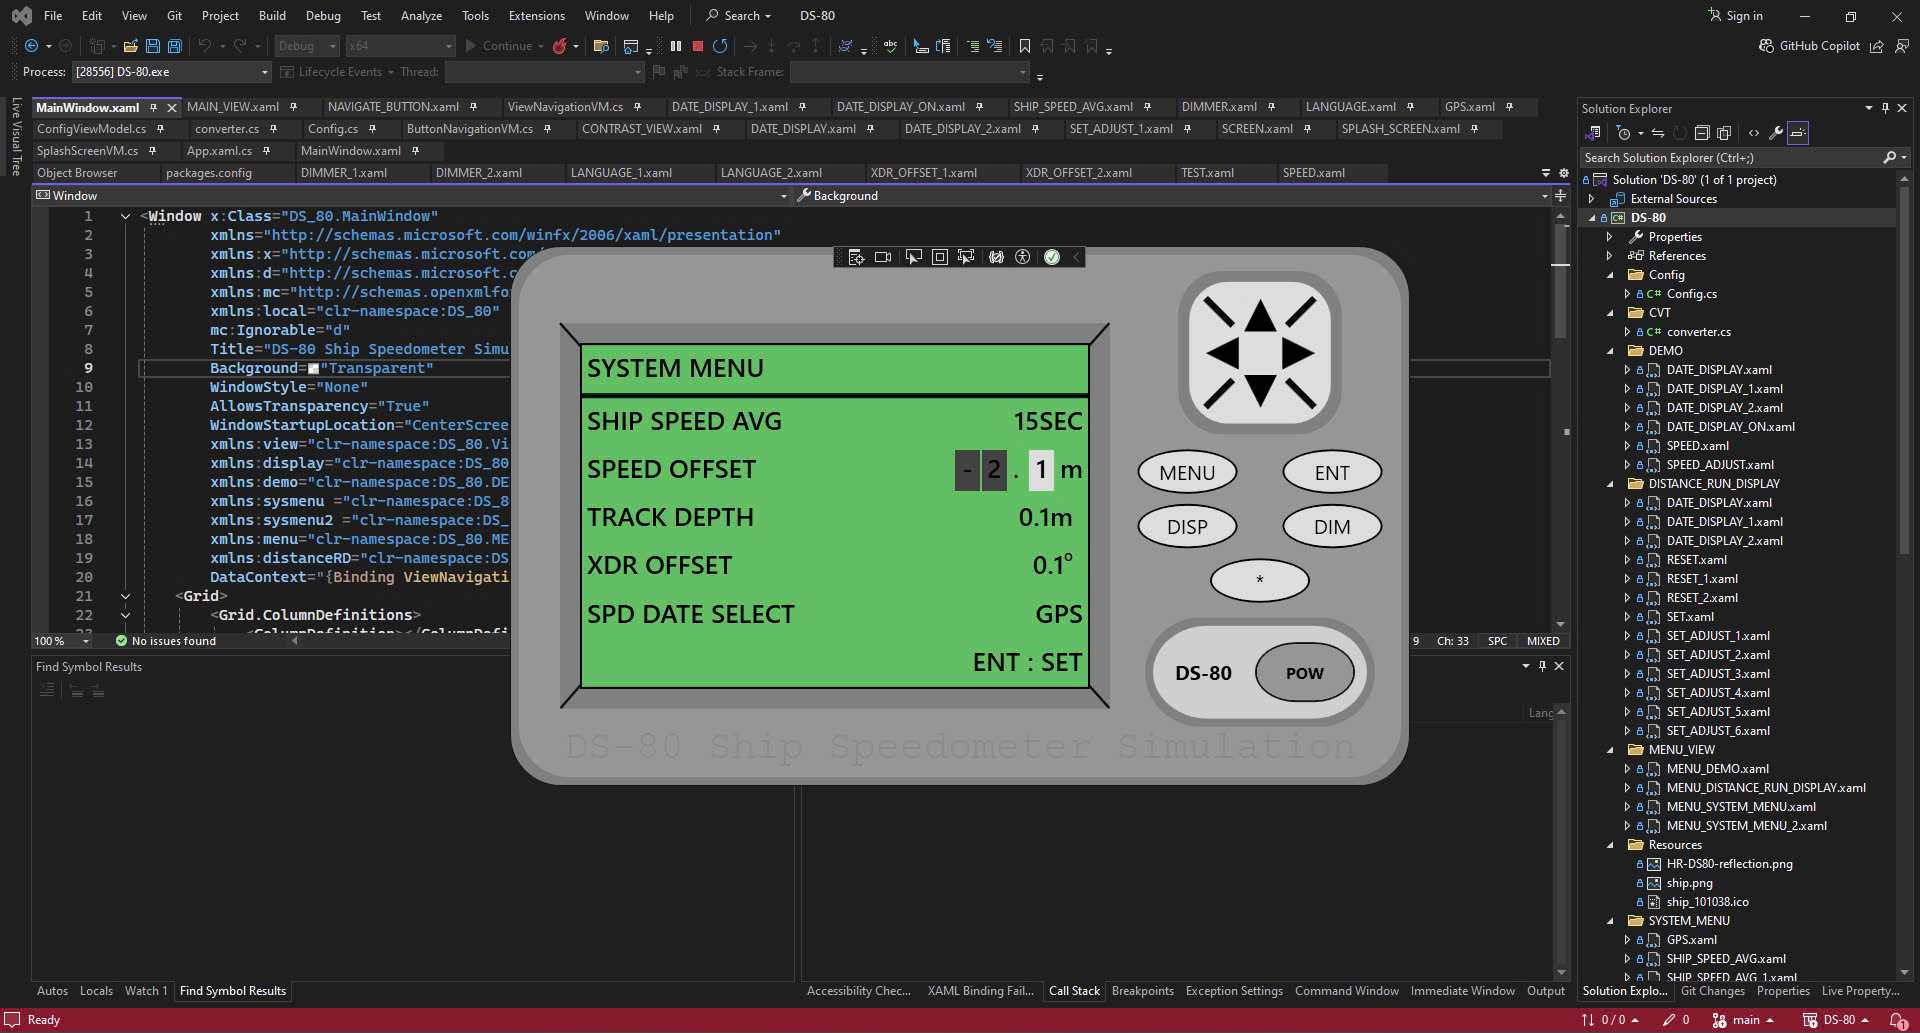 File Edit View Git Project Build Debug Test Analyze Tools Extensions Window Help Search DS-80 Sign in
Debug x64 Continue GitHub Copilot
Process: [28556] DS-80.exe Lifecycle Events Thread: Stack Frame:
Live Visual Tree
MainWindow.xaml MAIN_VIEW.xaml NAVIGATE_BUTTON.xaml ViewNavigationVM.cs DATE_DISPLAY_1.xaml DATE_DISPLAY_ON.xaml SHIP_SPEED_AVG.xaml DIMMER.xaml LANGUAGE.xaml GPS.xaml
ConfigViewModel.cs converter.cs Config.cs ButtonNavigationVM.cs CONTRAST_VIEW.xaml DATE_DISPLAY.xaml DATE_DISPLAY_2.xaml SET_ADJUST_1.xaml SCREEN.xaml SPLASH_SCREEN.xaml
SplashScreenVM.cs App.xaml.cs MainWindow.xaml
Object Browser packages.config DIMMER_1.xaml DIMMER_2.xaml LANGUAGE_1.xaml LANGUAGE_2.xaml XDR_OFFSET_1.xaml XDR_OFFSET_2.xaml TEST.xaml SPEED.xaml
Window Background
1 <Window x:Class="DS_80.MainWindow"
2 xmlns="http://schemas.microsoft.com/winfx/2006/xaml/presentation"
3 xmlns:x="http://schemas.microsoft.com/
4 xmlns:d="http://schemas.microsoft.c
5 xmlns:mc="http://schemas.openxmlfo
6 xmlns:local="clr-namespace:DS_80"
7 mc:Ignorable="d"
8 Title="DS-80 Ship Speedometer Simu
9 Background="Transparent"
10 WindowStyle="None"
11 AllowsTransparency="True"
12 WindowStartupLocation="CenterScree
13 xmlns:view="clr-namespace:DS_80.Vi
14 xmlns:display="clr-namespace:DS_80
15 xmlns:demo="clr-namespace:DS_80.DE
16 xmlns:sysmenu ="clr-namespace:DS_8
17 xmlns:sysmenu2 ="clr-namespace:DS_
18 xmlns:menu="clr-namespace:DS_80.ME
19 xmlns:distanceRD="clr-namespace:DS
20 DataContext="{Binding ViewNavigati
21 <Grid>
22 <Grid.ColumnDefinitions>
23 <ColumnDefinition></ColumnDefi
100 % No issues found 9 Ch: 33 SPC MIXED
Find Symbol Results
Lang
SYSTEM MENU
SHIP SPEED AVG 15SEC
SPEED OFFSET -2.1 m
TRACK DEPTH 0.1m
XDR OFFSET 0.1°
SPD DATE SELECT GPS
ENT : SET
MENU ENT
DISP DIM
*
DS-80 POW
DS-80 Ship Speedometer Simulation
Solution Explorer
Search Solution Explorer (Ctrl+;)
Solution 'DS-80' (1 of 1 project)
External Sources
C# DS-80
Properties
References
Config
C# Config.cs
CVT
C# converter.cs
DEMO
DATE_DISPLAY.xaml
DATE_DISPLAY_1.xaml
DATE_DISPLAY_2.xaml
DATE_DISPLAY_ON.xaml
SPEED.xaml
SPEED_ADJUST.xaml
DISTANCE_RUN_DISPLAY
DATE_DISPLAY.xaml
DATE_DISPLAY_1.xaml
DATE_DISPLAY_2.xaml
RESET.xaml
RESET_1.xaml
RESET_2.xaml
SET.xaml
SET_ADJUST_1.xaml
SET_ADJUST_2.xaml
SET_ADJUST_3.xaml
SET_ADJUST_4.xaml
SET_ADJUST_5.xaml
SET_ADJUST_6.xaml
MENU_VIEW
MENU_DEMO.xaml
MENU_DISTANCE_RUN_DISPLAY.xaml
MENU_SYSTEM_MENU.xaml
MENU_SYSTEM_MENU_2.xaml
Resources
HR-DS80-reflection.png
ship.png
ship_101038.ico
SYSTEM_MENU
GPS.xaml
SHIP_SPEED_AVG.xaml
SHIP_SPEED_AVG_1.xaml
Autos Locals Watch 1 Find Symbol Results Accessibility Chec... XAML Binding Fail... Call Stack Breakpoints Exception Settings Command Window Immediate Window Output Solution Explo... Git Changes Properties Live Property...
Ready 0 / 0 0 main DS-80 1